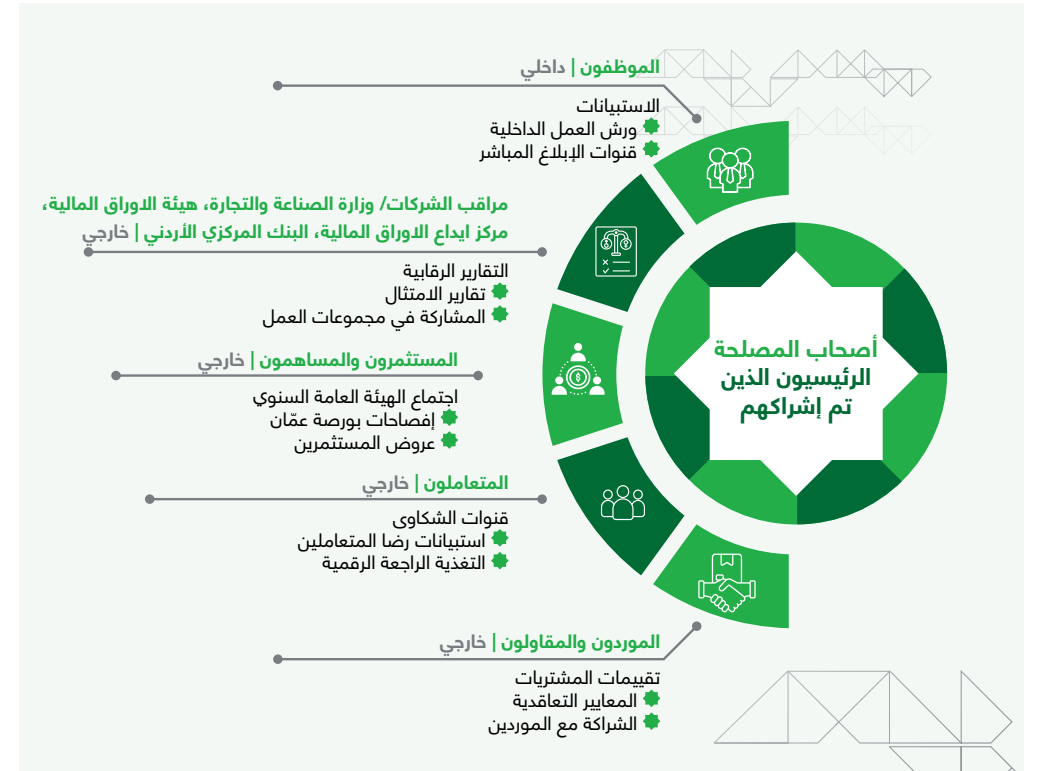 الموظفون | داخلي
الاستبيانات
ورش العمل الداخلية
قنوات الإبلاغ المباشر
مراقب الشركات/ وزارة الصناعة والتجارة، هيئة الاوراق المالية،
مركز ايداع الاوراق المالية، البنك المركزي الأردني | خارجي
التقارير الرقابية
تقارير الامتثال
المشاركة في مجموعات العمل
المستثمرون والمساهمون | خارجي
اجتماع الهيئة العامة السنوي
إفصاحات بورصة عمّان
عروض المستثمرين
المتعاملون | خارجي
قنوات الشكاوى
استبيانات رضا المتعاملين
التغذية الراجعة الرقمية
الموردون والمقاولون | خارجي
تقييمات المشتريات
المعايير التعاقدية
الشراكة مع الموردين
أصحاب المصلحة
الرئيسيون الذين
تم إشراكهم